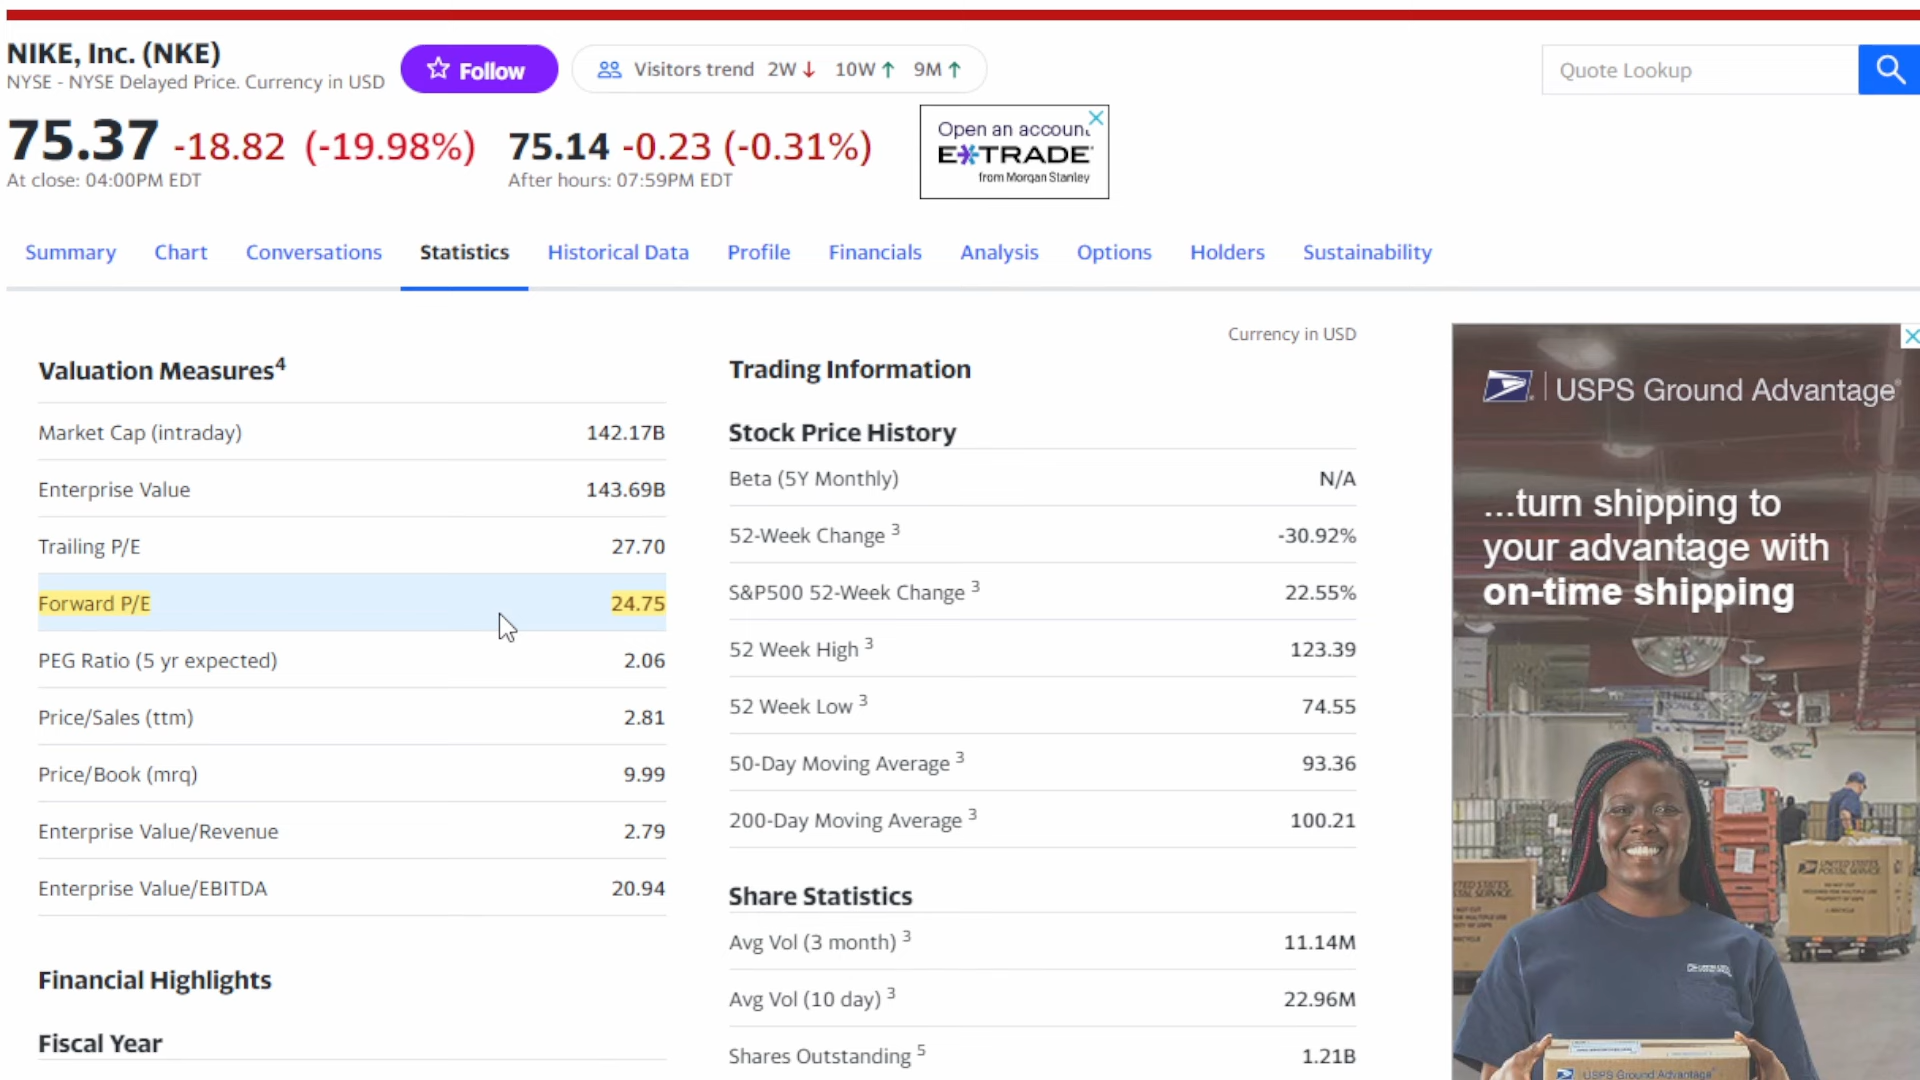 NIKE, Inc. (NKE)
NYSE - NYSE Delayed Price. Currency in USD
Follow
Visitors trend 2W ↓ 10W ↑ 9M ↑
Quote Lookup
75.37 -18.82 (-19.98%)
At close: 04:00PM EDT
75.14 -0.23 (-0.31%)
After hours: 07:59PM EDT
Open an account
E*TRADE
from Morgan Stanley
Summary Chart Conversations Statistics Historical Data Profile Financials Analysis Options Holders Sustainability
Currency in USD
Valuation Measures4
Market Cap (intraday) 142.17B
Enterprise Value 143.69B
Trailing P/E 27.70
Forward P/E 24.75
PEG Ratio (5 yr expected) 2.06
Price/Sales (ttm) 2.81
Price/Book (mrq) 9.99
Enterprise Value/Revenue 2.79
Enterprise Value/EBITDA 20.94
Financial Highlights
Fiscal Year
Trading Information
Stock Price History
Beta (5Y Monthly) N/A
52-Week Change 3 -30.92%
S&P500 52-Week Change 3 22.55%
52 Week High 3 123.39
52 Week Low 3 74.55
50-Day Moving Average 3 93.36
200-Day Moving Average 3 100.21
Share Statistics
Avg Vol (3 month) 3 11.14M
Avg Vol (10 day) 3 22.96M
Shares Outstanding 5 1.21B
USPS Ground Advantage®
...turn shipping to
your advantage with
on-time shipping
UNITED STATES
POSTAL SERVICE
USPS Ground Advantage